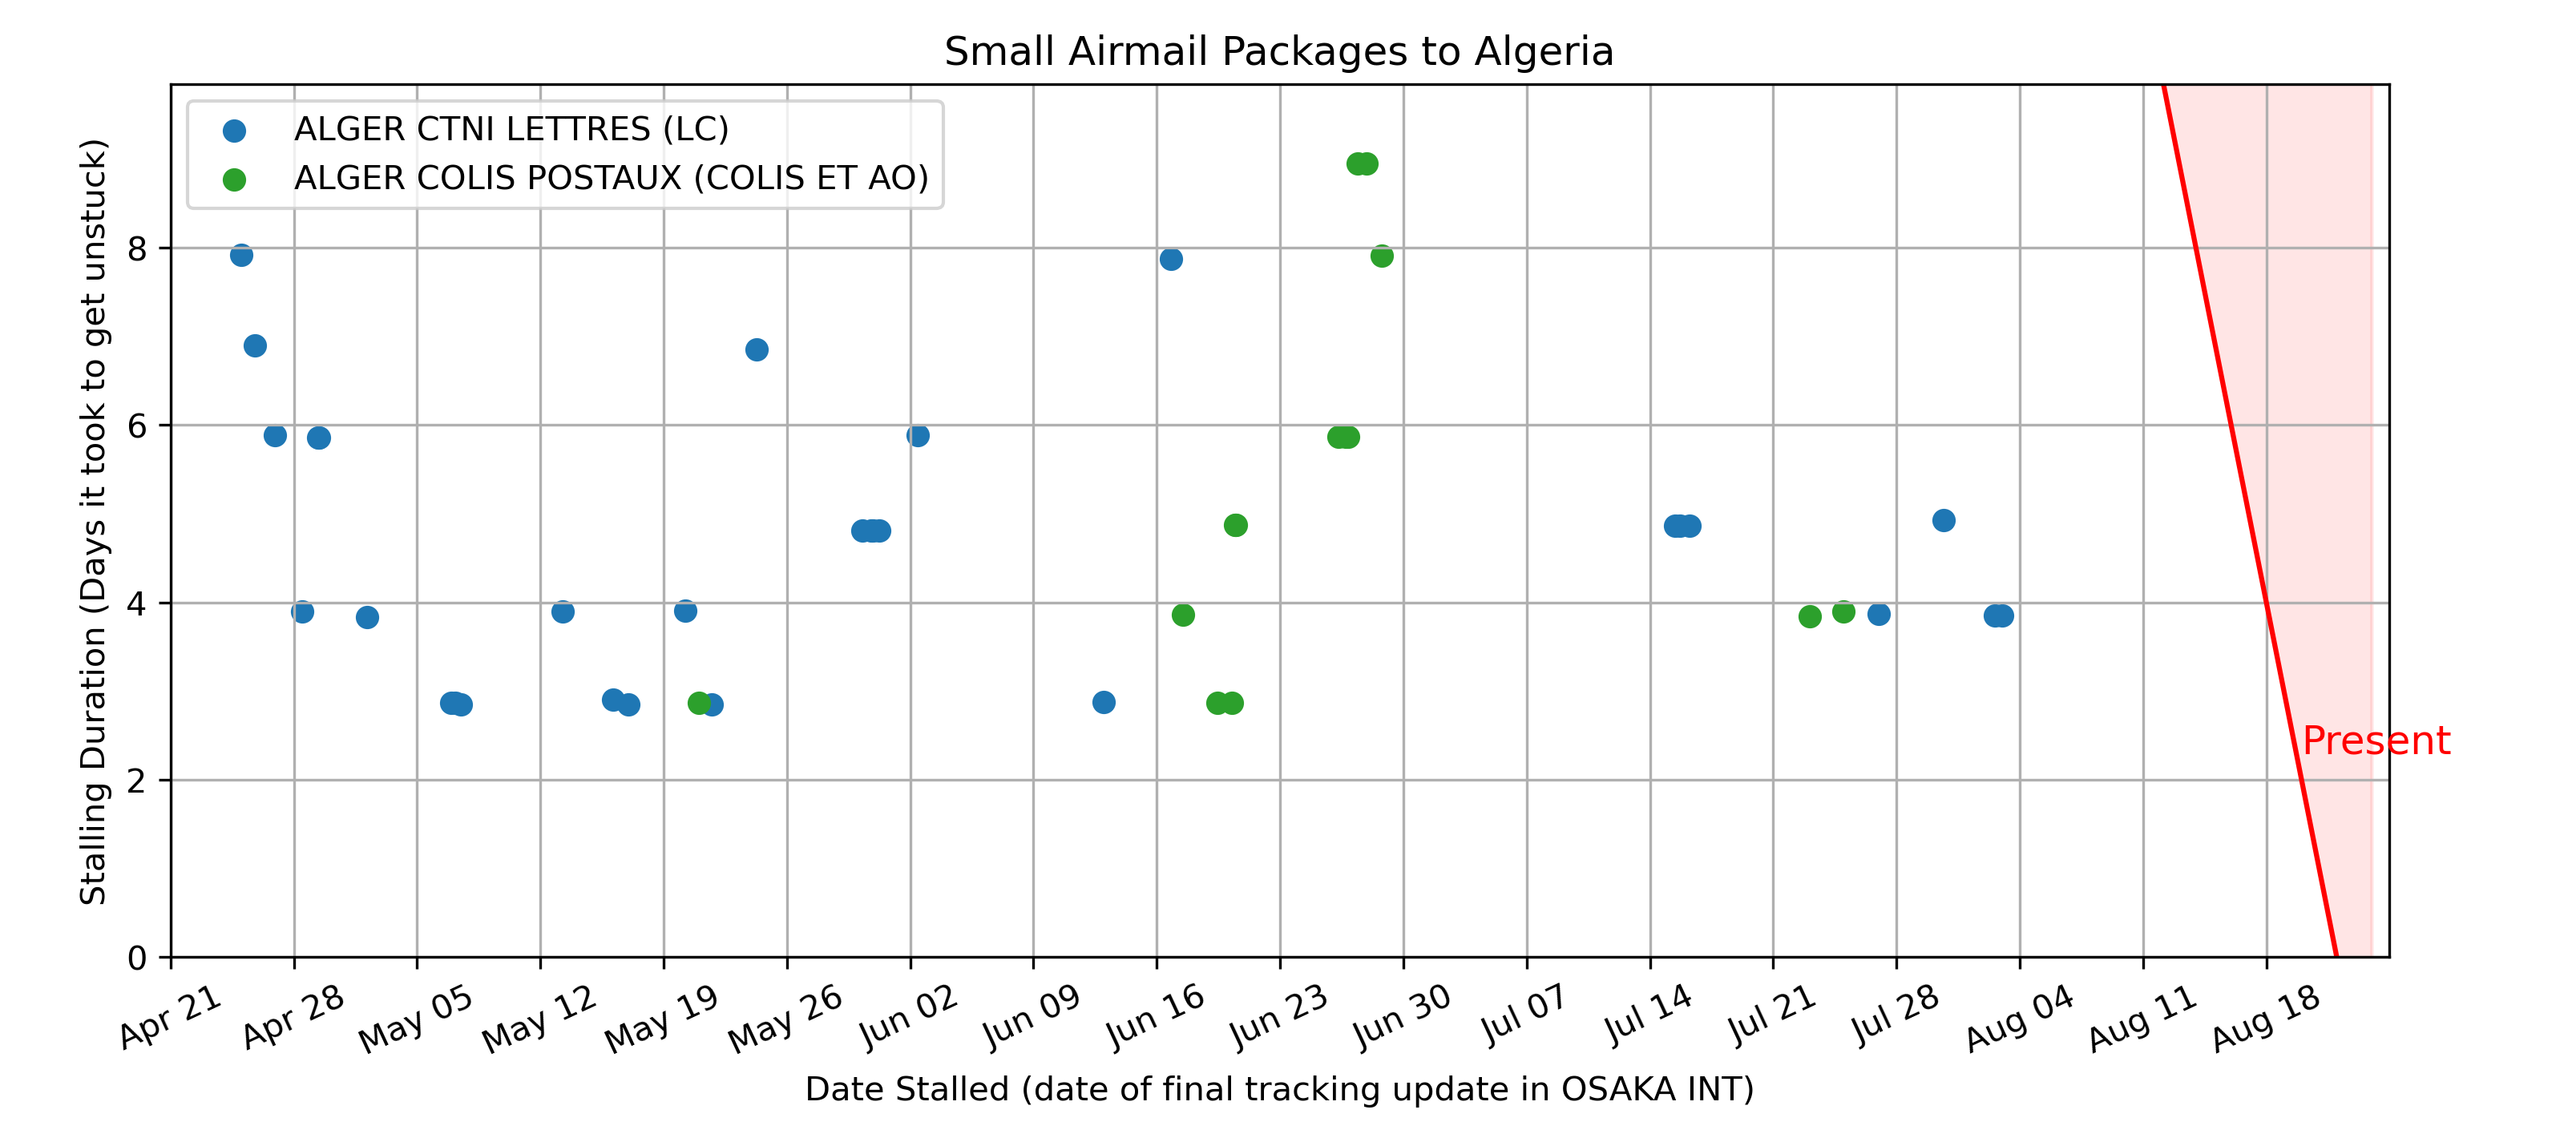 Small Airmail Packages to Algeria
ALGER CTNI LETTRES (LC)
ALGER COLIS POSTAUX (COLIS ET AO)
Stalling Duration (Days it took to get unstuck)
8
6
4
2
0
Present
Apr 21
Apr 28
May 05
May 12
May 19
May 26
Jun 02
Jun 09
Jun 16
Jun 23
Jun 30
Jul 07
Jul 14
Jul 21
Jul 28
Aug 04
Aug 11
Aug 18
Date Stalled (date of final tracking update in OSAKA INT)